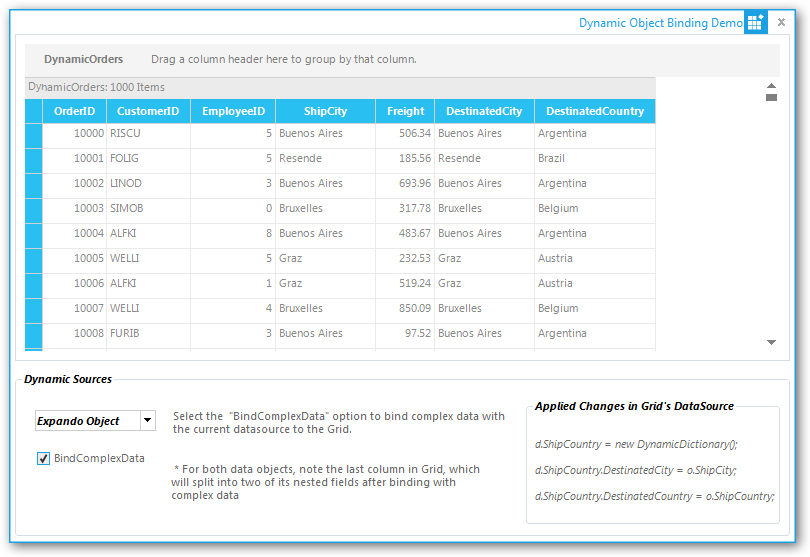 Dynamic Object Binding Demo
DynamicOrders Drag a column header here to group by that column.
DynamicOrders: 1000 Items
OrderID CustomerID EmployeeID ShipCity Freight DestinatedCity DestinatedCountry
10000 RISCU 5 Buenos Aires 506.34 Buenos Aires Argentina
10001 FOLIG 5 Resende 185.56 Resende Brazil
10002 LINOD 3 Buenos Aires 693.96 Buenos Aires Argentina
10003 SIMOB 0 Bruxelles 317.78 Bruxelles Belgium
10004 ALFKI 8 Buenos Aires 483.67 Buenos Aires Argentina
10005 WELLI 5 Graz 232.53 Graz Austria
10006 ALFKI 1 Graz 519.24 Graz Austria
10007 WELLI 4 Bruxelles 850.09 Bruxelles Belgium
10008 FURIB 3 Buenos Aires 97.52 Buenos Aires Argentina
Dynamic Sources
Expando Object
BindComplexData
Select the "BindComplexData" option to bind complex data with
the current datasource to the Grid.
* For both data objects, note the last column in Grid, which
will split into two of its nested fields after binding with
complex data
Applied Changes in Grid's DataSource
d.ShipCountry = new DynamicDictionary();
d.ShipCountry.DestinatedCity = o.ShipCity;
d.ShipCountry.DestinatedCountry = o.ShipCountry;